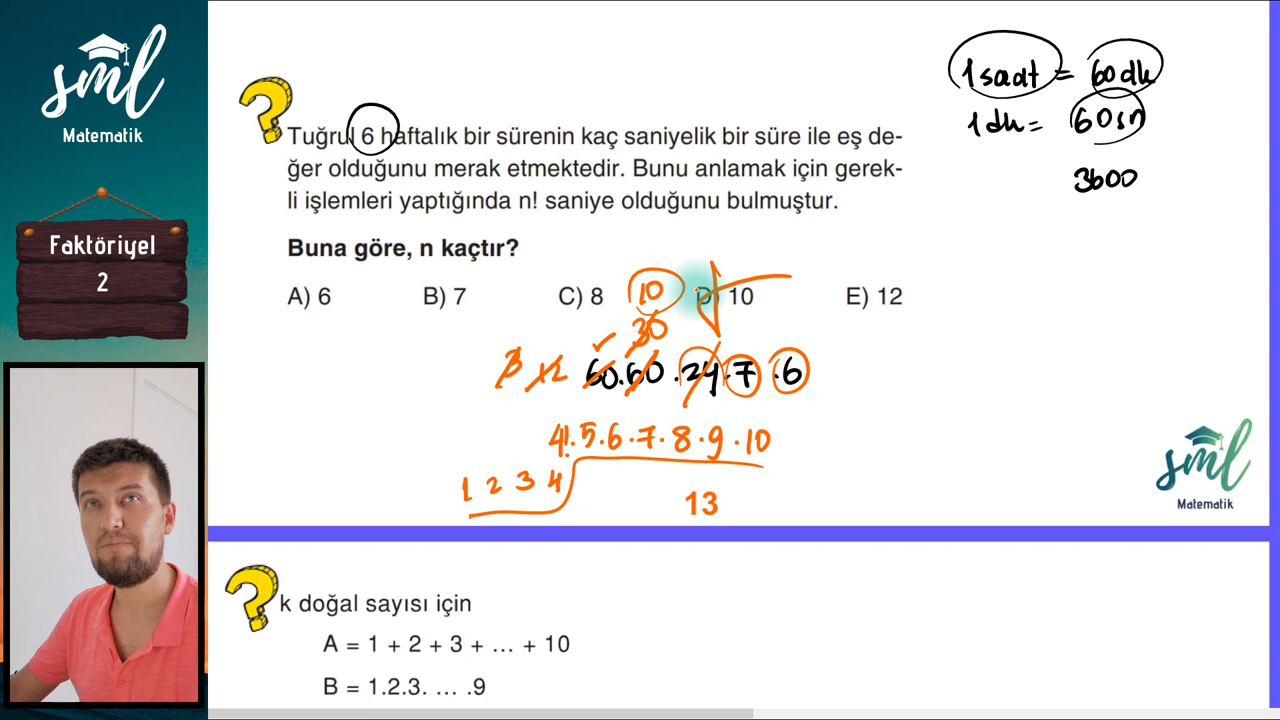 sml
Matematik
Faktöriyel
2
1 saat = 60 dk
1 dk = 60 sn
3600
Tuğrul 6 haftalık bir sürenin kaç saniyelik bir süre ile eş de-
ğer olduğunu merak etmektedir. Bunu anlamak için gerek-
li işlemleri yaptığında n! saniye olduğunu bulmuştur.
Buna göre, n kaçtır?
A) 6 B) 7 C) 8 D) 10 E) 12
10
30
3 12 60.60.24.7.6
4!.5.6.7.8.9.10
1 2 3 4
13
sml
Matematik
k doğal sayısı için
A = 1 + 2 + 3 + … + 10
B = 1.2.3. … .9